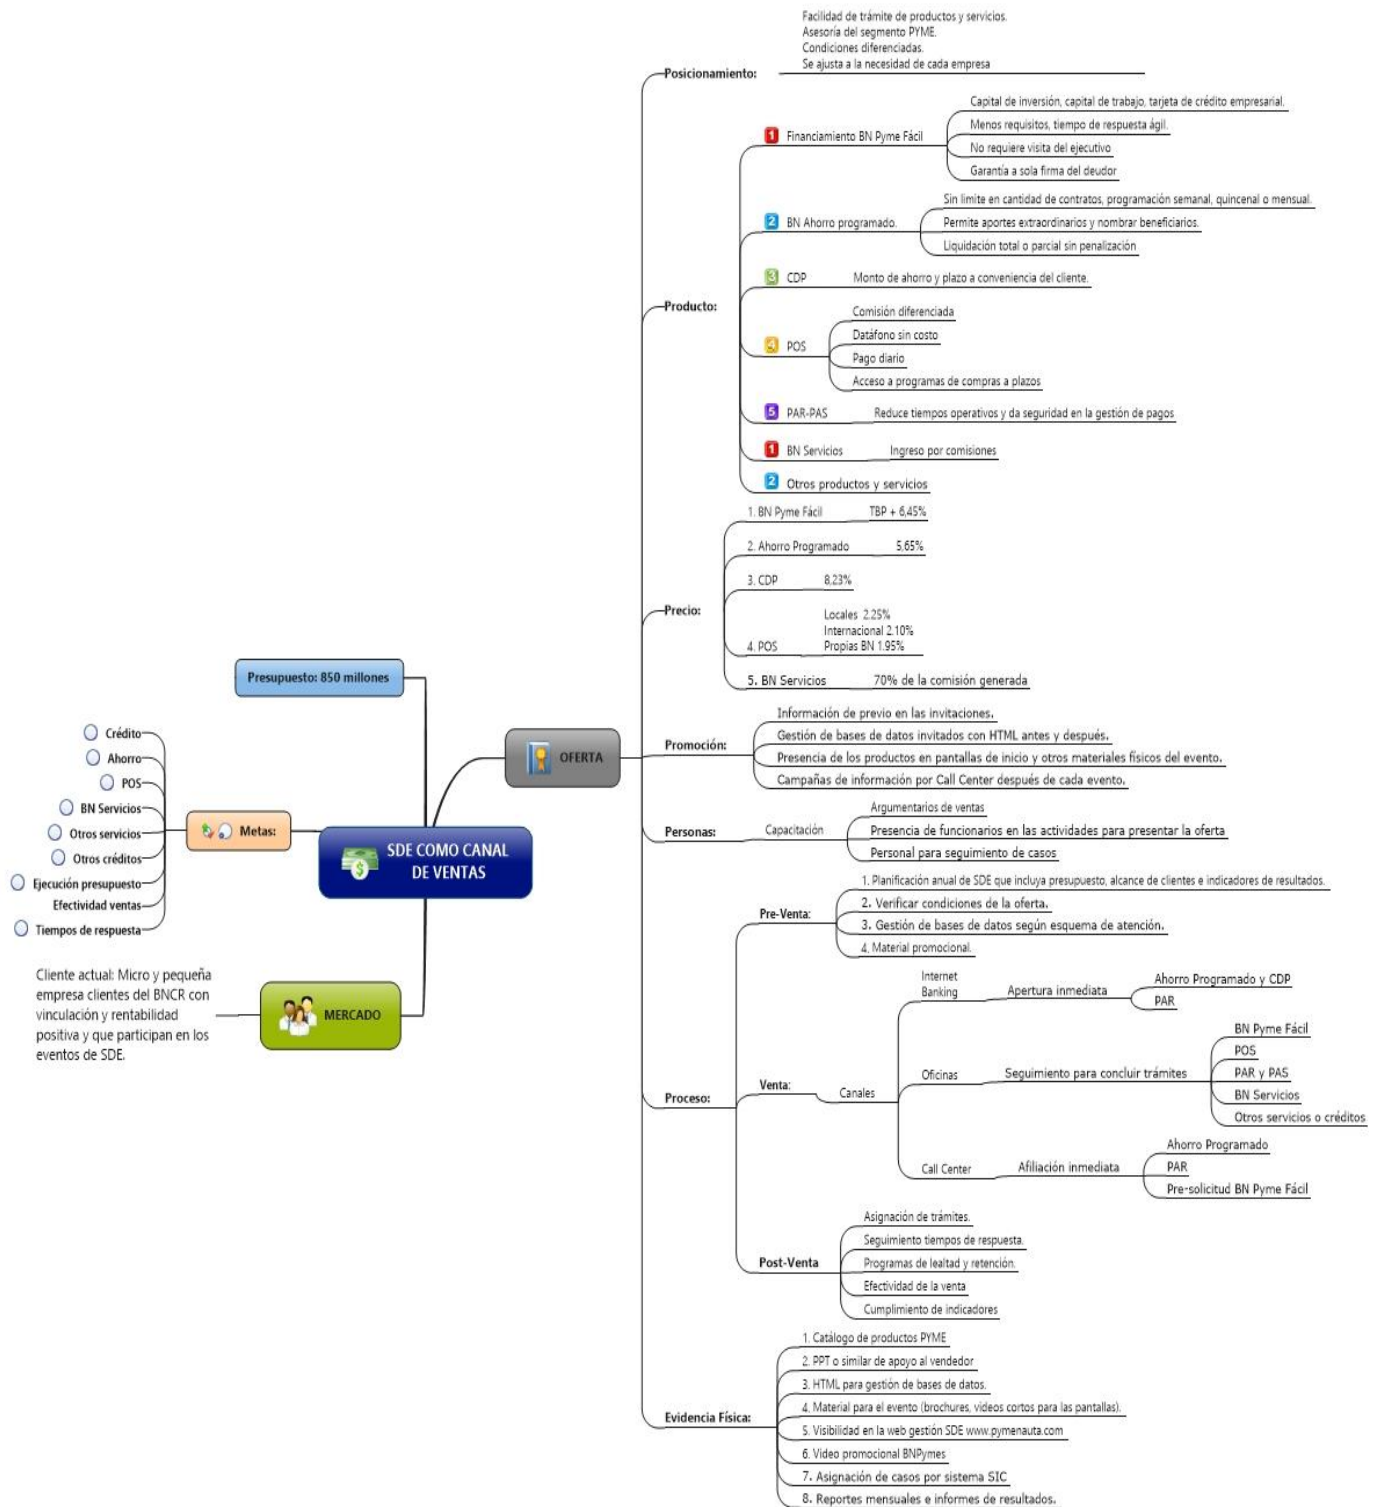 Facilidad de trámite de productos y servicios.
Asesoría del segmento PYME.
Condiciones diferenciadas.
Se ajusta a la necesidad de cada empresa
Posicionamiento:
Capital de inversión, capital de trabajo, tarjeta de crédito empresarial.
Menos requisitos, tiempo de respuesta ágil.
1 Financiamiento BN Pyme Fácil
No requiere visita del ejecutivo
Garantía a sola firma del deudor
Sin limite en cantidad de contratos, programación semanal, quincenal o mensual.
2 BN Ahorro programado.
Permite aportes extraordinarios y nombrar beneficiarios.
Liquidación total o parcial sin penalización
3 CDP
Monto de ahorro y plazo a conveniencia del cliente.
Producto:
Comisión diferenciada
Datáfono sin costo
4 POS
Pago diario
Acceso a programas de compras a plazos
5 PAR-PAS
Reduce tiempos operativos y da seguridad en la gestión de pagos
1 BN Servicios
Ingreso por comisiones
2 Otros productos y servicios
1. BN Pyme Fácil
TBP + 6,45%
2. Ahorro Programado
5,65%
3. CDP
8,23%
Precio:
Locales 2.25%
Internacional 2.10%
Propias BN 1.95%
4. POS
5. BN Servicios
70% de la comisión generada
Presupuesto: 850 millones
Información de previo en las invitaciones.
Gestión de bases de datos invitados con HTML antes y después.
Promoción:
Presencia de los productos en pantallas de inicio y otros materiales físicos del evento.
Campañas de información por Call Center después de cada evento.
OFERTA
Crédito
Ahorro
POS
BN Servicios
Otros servicios
Otros créditos
Ejecución presupuesto
Efectividad ventas
Tiempos de respuesta
Metas:
SDE COMO CANAL
DE VENTAS
Argumentarios de ventas
Personas:
Capacitación
Presencia de funcionarios en las actividades para presentar la oferta
Personal para seguimiento de casos
1. Planificación anual de SDE que incluya presupuesto, alcance de clientes e indicadores de resultados.
2. Verificar condiciones de la oferta.
Pre-Venta:
3. Gestión de bases de datos según esquema de atención.
4. Material promocional.
Cliente actual: Micro y pequeña
empresa clientes del BNCR con
vinculación y rentabilidad
positiva y que participan en los
eventos de SDE.
MERCADO
Internet
Banking
Apertura inmediata
Ahorro Programado y CDP
PAR
BN Pyme Fácil
POS
Oficinas
Seguimiento para concluir trámites
PAR y PAS
BN Servicios
Otros servicios o créditos
Venta:
Canales
Proceso:
Ahorro Programado
Call Center
Afiliación inmediata
PAR
Pre-solicitud BN Pyme Fácil
Asignación de trámites.
Seguimiento tiempos de respuesta.
Post-Venta
Programas de lealtad y retención.
Efectividad de la venta
Cumplimiento de indicadores
1. Catálogo de productos PYME
2. PPT o similar de apoyo al vendedor
3. HTML para gestión de bases de datos.
4. Material para el evento (brochures, videos cortos para las pantallas).
Evidencia Física:
5. Visibilidad en la web gestión SDE www.pymenauta.com
6. Video promocional BNPymes
7. Asignación de casos por sistema SIC
8. Reportes mensuales e informes de resultados.